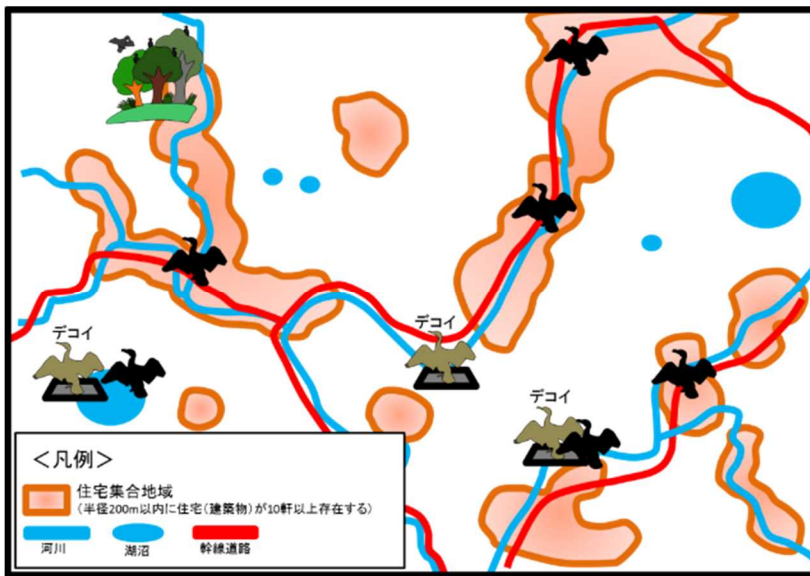 デコイ
デコイ
デコイ
＜凡例＞
住宅集合地域
（半径200m以内に住宅（建築物）が10軒以上存在する）
河川
湖沼
幹線道路